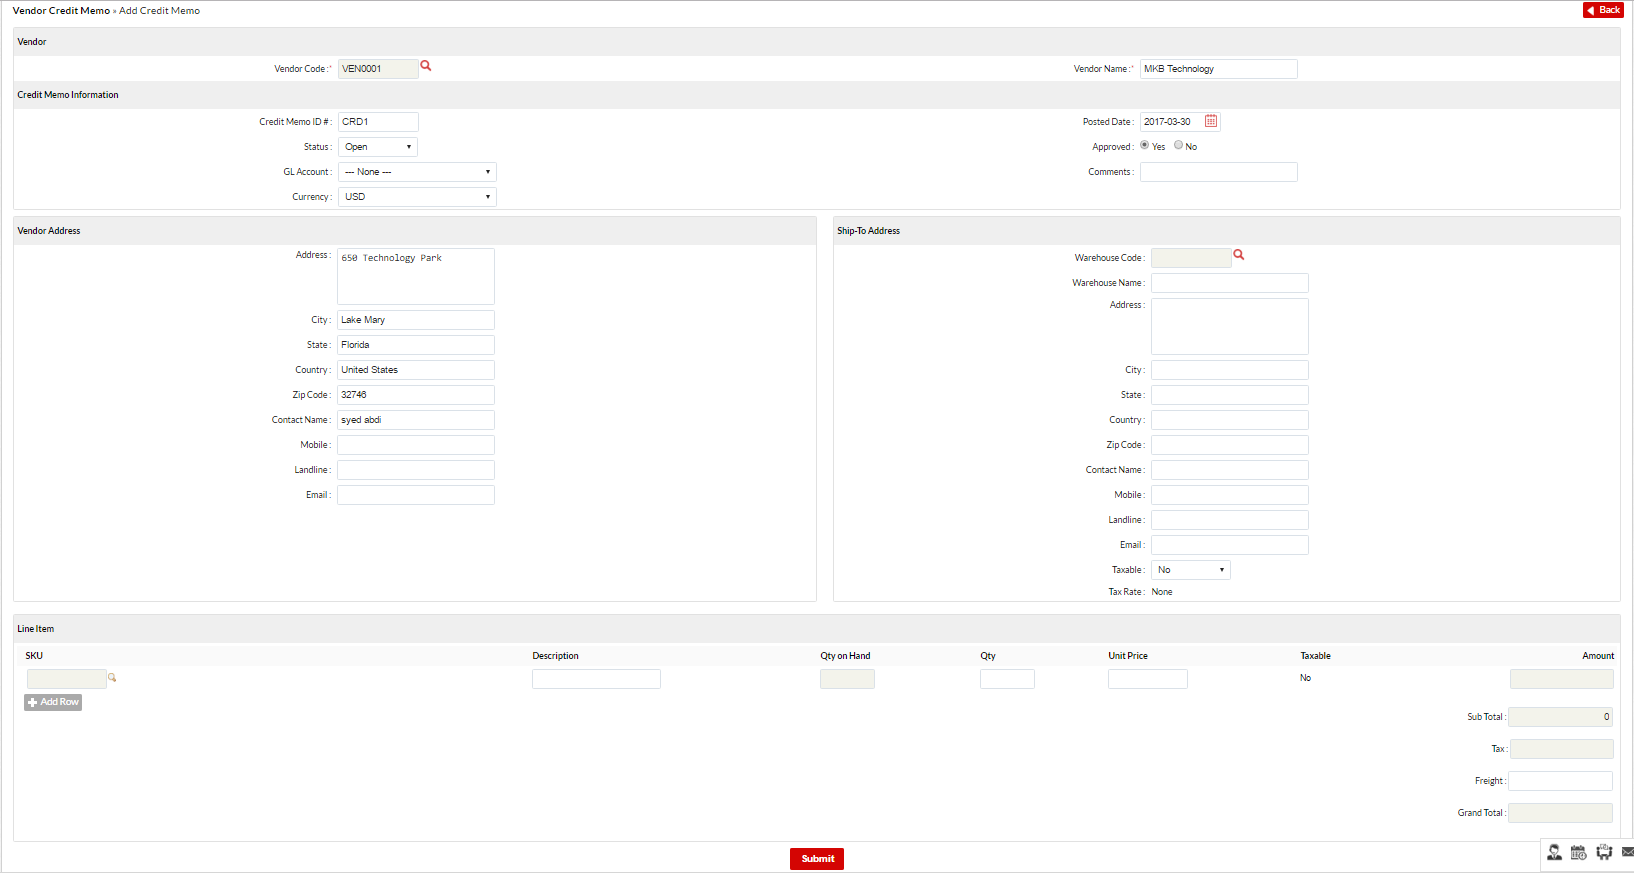 Vendor Credit Memo » Add Credit Memo
Back
Vendor
Vendor Code :* VEN0001
Vendor Name :* MKB Technology
Credit Memo Information
Credit Memo ID # : CRD1
Posted Date : 2017-03-30
Status : Open
Approved : Yes No
GL Account : --- None ---
Comments :
Currency : USD
Vendor Address
Address : 650 Technology Park
City : Lake Mary
State : Florida
Country : United States
Zip Code : 32746
Contact Name : syed abdi
Mobile :
Landline :
Email :
Ship-To Address
Warehouse Code :
Warehouse Name :
Address :
City :
State :
Country :
Zip Code :
Contact Name :
Mobile :
Landline :
Email :
Taxable : No
Tax Rate : None
Line Item
SKU Description Qty on Hand Qty Unit Price Taxable Amount
No
Add Row
Sub Total : 0
Tax :
Freight :
Grand Total :
Submit